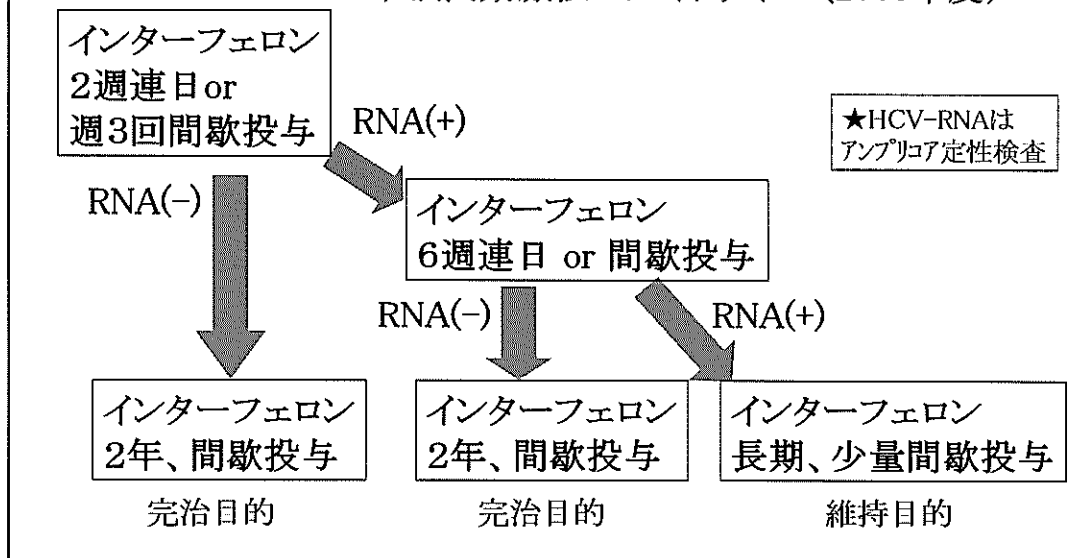 インターフェロン
2週連日or
週3回間歇投与
RNA(+)
★HCV-RNAは
アンプリコア定性検査
RNA(-)
インターフェロン
6週連日 or 間歇投与
RNA(-)
RNA(+)
インターフェロン
2年、間歇投与
インターフェロン
2年、間歇投与
インターフェロン
長期、少量間歇投与
完治目的
完治目的
維持目的